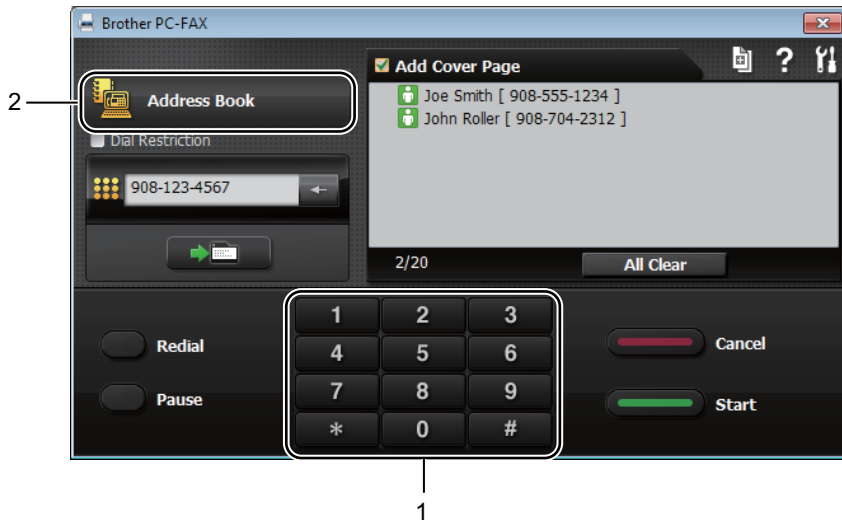 Brother PC-FAX
Add Cover Page
?
2
Address Book
Joe Smith [ 908-555-1234 ]
John Roller [ 908-704-2312 ]
Dial Restriction
908-123-4567
2/20
All Clear
1 2 3
Redial
Cancel
4 5 6
7 8 9
Pause
Start
* 0 #
1